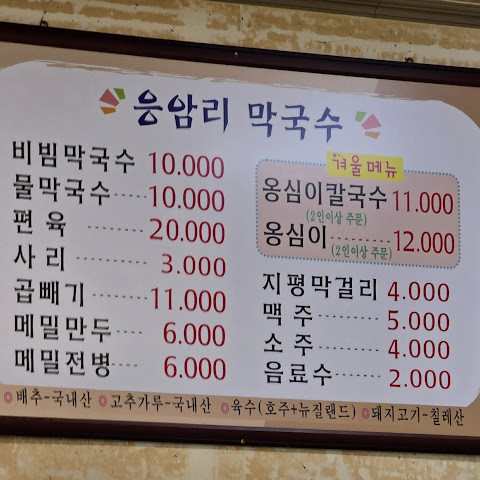 응암리 막국수
비빔막국수 10.000
물막국수 ····· 10.000
편 육 ········ 20.000
사 리 ········· 3.000
곱빼기 ······· 11.000
메밀만두 ···· 6.000
메밀전병 ···· 6.000
겨울메뉴
옹심이칼국수 11.000
(2인이상 주문)
옹심이 ········ 12.000
(2인이상 주문)
지평막걸리 4.000
맥 주 ·········· 5.000
소 주 ·········· 4.000
음료수 ········ 2.000
◎배추-국내산 ◎고추가루-국내산 ◎육수(호주+뉴질랜드) ◎돼지고기-칠레산